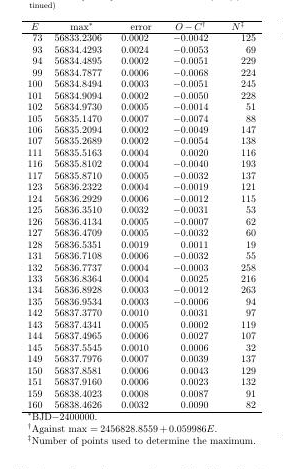 tinued)
E max* error O − C† N‡
73 56833.2306 0.0002 −0.0042 125
93 56834.4293 0.0024 −0.0053 69
94 56834.4895 0.0002 −0.0051 229
99 56834.7877 0.0006 −0.0068 224
100 56834.8494 0.0003 −0.0051 245
101 56834.9094 0.0002 −0.0050 228
102 56834.9730 0.0005 −0.0014 51
105 56835.1470 0.0007 −0.0074 88
106 56835.2094 0.0002 −0.0049 147
107 56835.2689 0.0002 −0.0054 138
111 56835.5163 0.0004 0.0020 116
116 56835.8102 0.0004 −0.0040 193
117 56835.8710 0.0005 −0.0032 137
123 56836.2322 0.0004 −0.0019 121
124 56836.2929 0.0006 −0.0012 115
125 56836.3510 0.0032 −0.0031 53
126 56836.4134 0.0005 −0.0007 62
127 56836.4709 0.0005 −0.0032 60
128 56836.5351 0.0019 0.0011 19
131 56836.7108 0.0006 −0.0032 55
132 56836.7737 0.0004 −0.0003 258
133 56836.8364 0.0004 0.0025 216
134 56836.8928 0.0003 −0.0012 263
135 56836.9534 0.0003 −0.0006 94
142 56837.3770 0.0010 0.0031 97
143 56837.4341 0.0005 0.0002 119
144 56837.4965 0.0006 0.0027 107
145 56837.5545 0.0010 0.0006 32
149 56837.7976 0.0007 0.0039 137
150 56837.8581 0.0006 0.0043 129
151 56837.9160 0.0006 0.0023 132
159 56838.4023 0.0008 0.0087 91
160 56838.4626 0.0032 0.0090 82
*BJD−2400000.
†Against max = 2456828.8559 + 0.059986E.
‡Number of points used to determine the maximum.